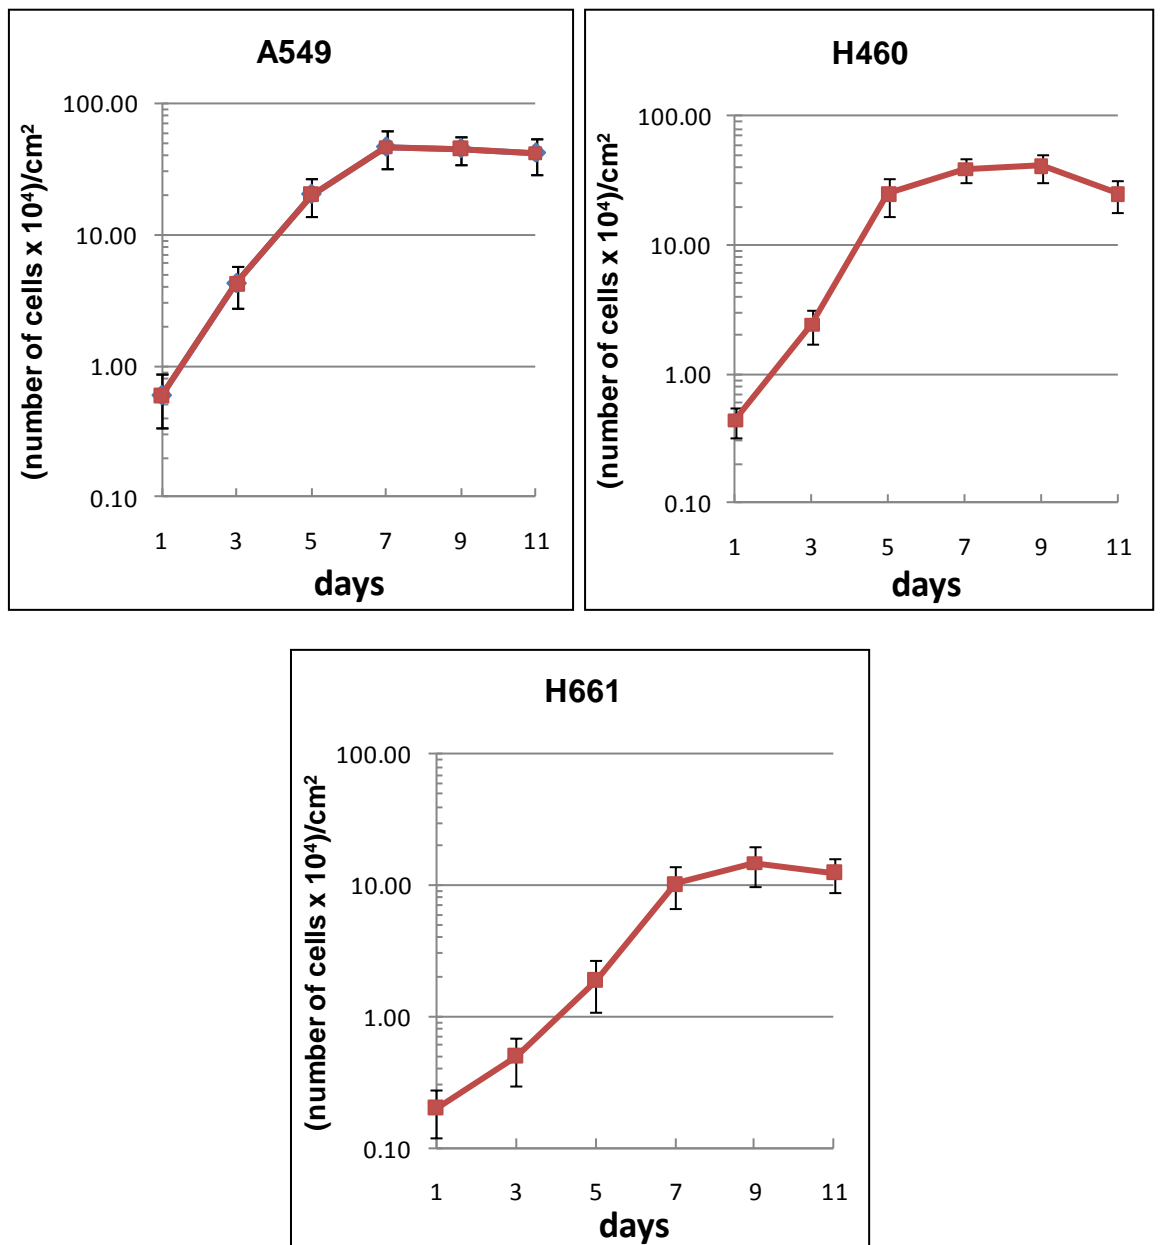 A549
(number of cells x 10⁴)/cm²
100.00
10.00
1.00
0.10
1 3 5 7 9 11
days
H460
(number of cells x 10⁴)/cm²
100.00
10.00
1.00
0.10
1 3 5 7 9 11
days
H661
(number of cells x 10⁴)/cm²
100.00
10.00
1.00
0.10
1 3 5 7 9 11
days